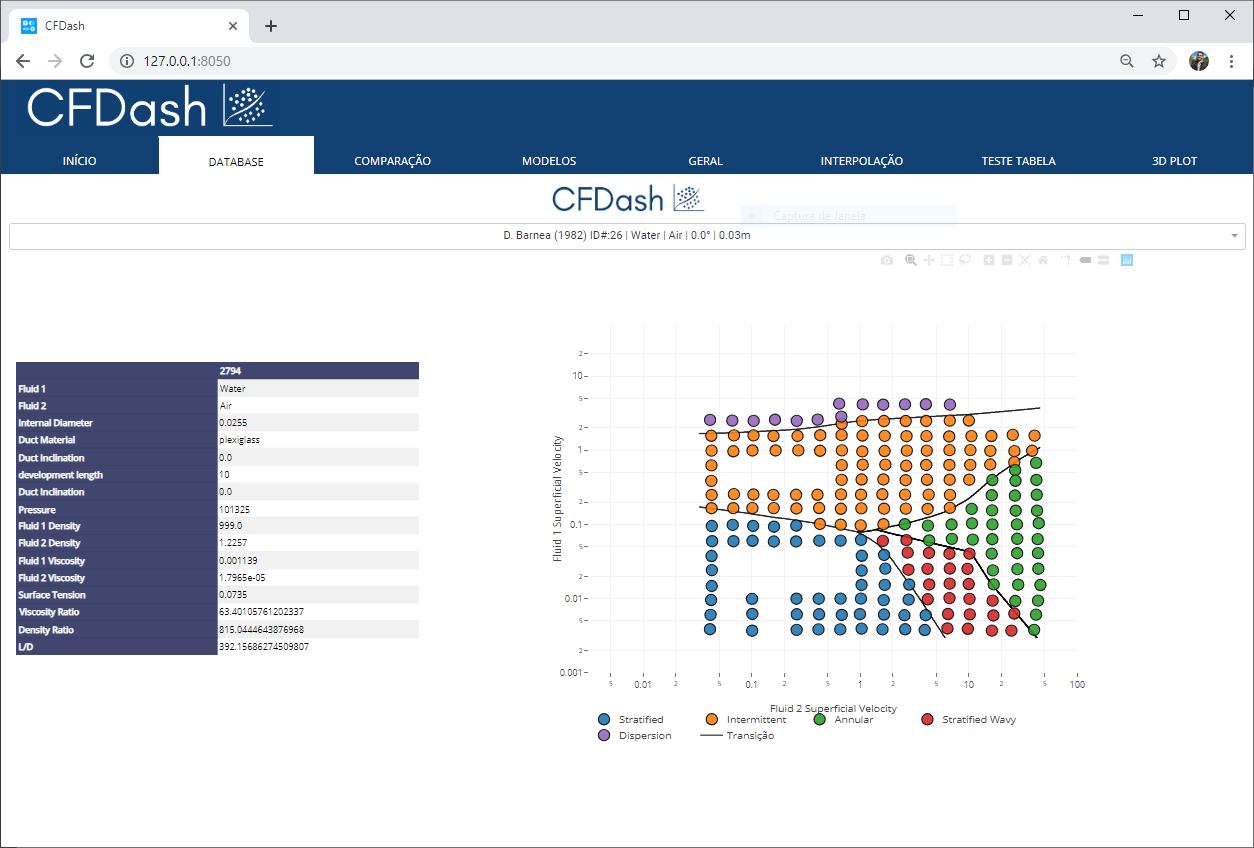 CFDash
127.0.0.1:8050
CFDash
INÍCIO DATABASE COMPARAÇÃO MODELOS GERAL INTERPOLAÇÃO TESTE TABELA 3D PLOT
CFDash
Captura de Janela
D. Barnea (1982) ID#:26 | Water | Air | 0.0° | 0.03m
2794
Fluid 1 Water
Fluid 2 Air
Internal Diameter 0.0255
Duct Material plexiglass
Duct Inclination 0.0
development length 10
Duct Inclination 0.0
Pressure 101325
Fluid 1 Density 999.0
Fluid 2 Density 1.2257
Fluid 1 Viscosity 0.001139
Fluid 2 Viscosity 1.7965e-05
Surface Tension 0.0735
Viscosity Ratio 63.40105761202337
Density Ratio 815.0444643876968
L/D 392.15686274509807
Fluid 1 Superficial Velocity
2
10
5
2
1
5
2
0.1
5
2
0.01
5
2
0.001
5 0.01 2 5 0.1 2 5 1 2 5 10 2 5 100
Fluid 2 Superficial Velocity
Stratified Intermittent Annular Stratified Wavy
Dispersion Transição